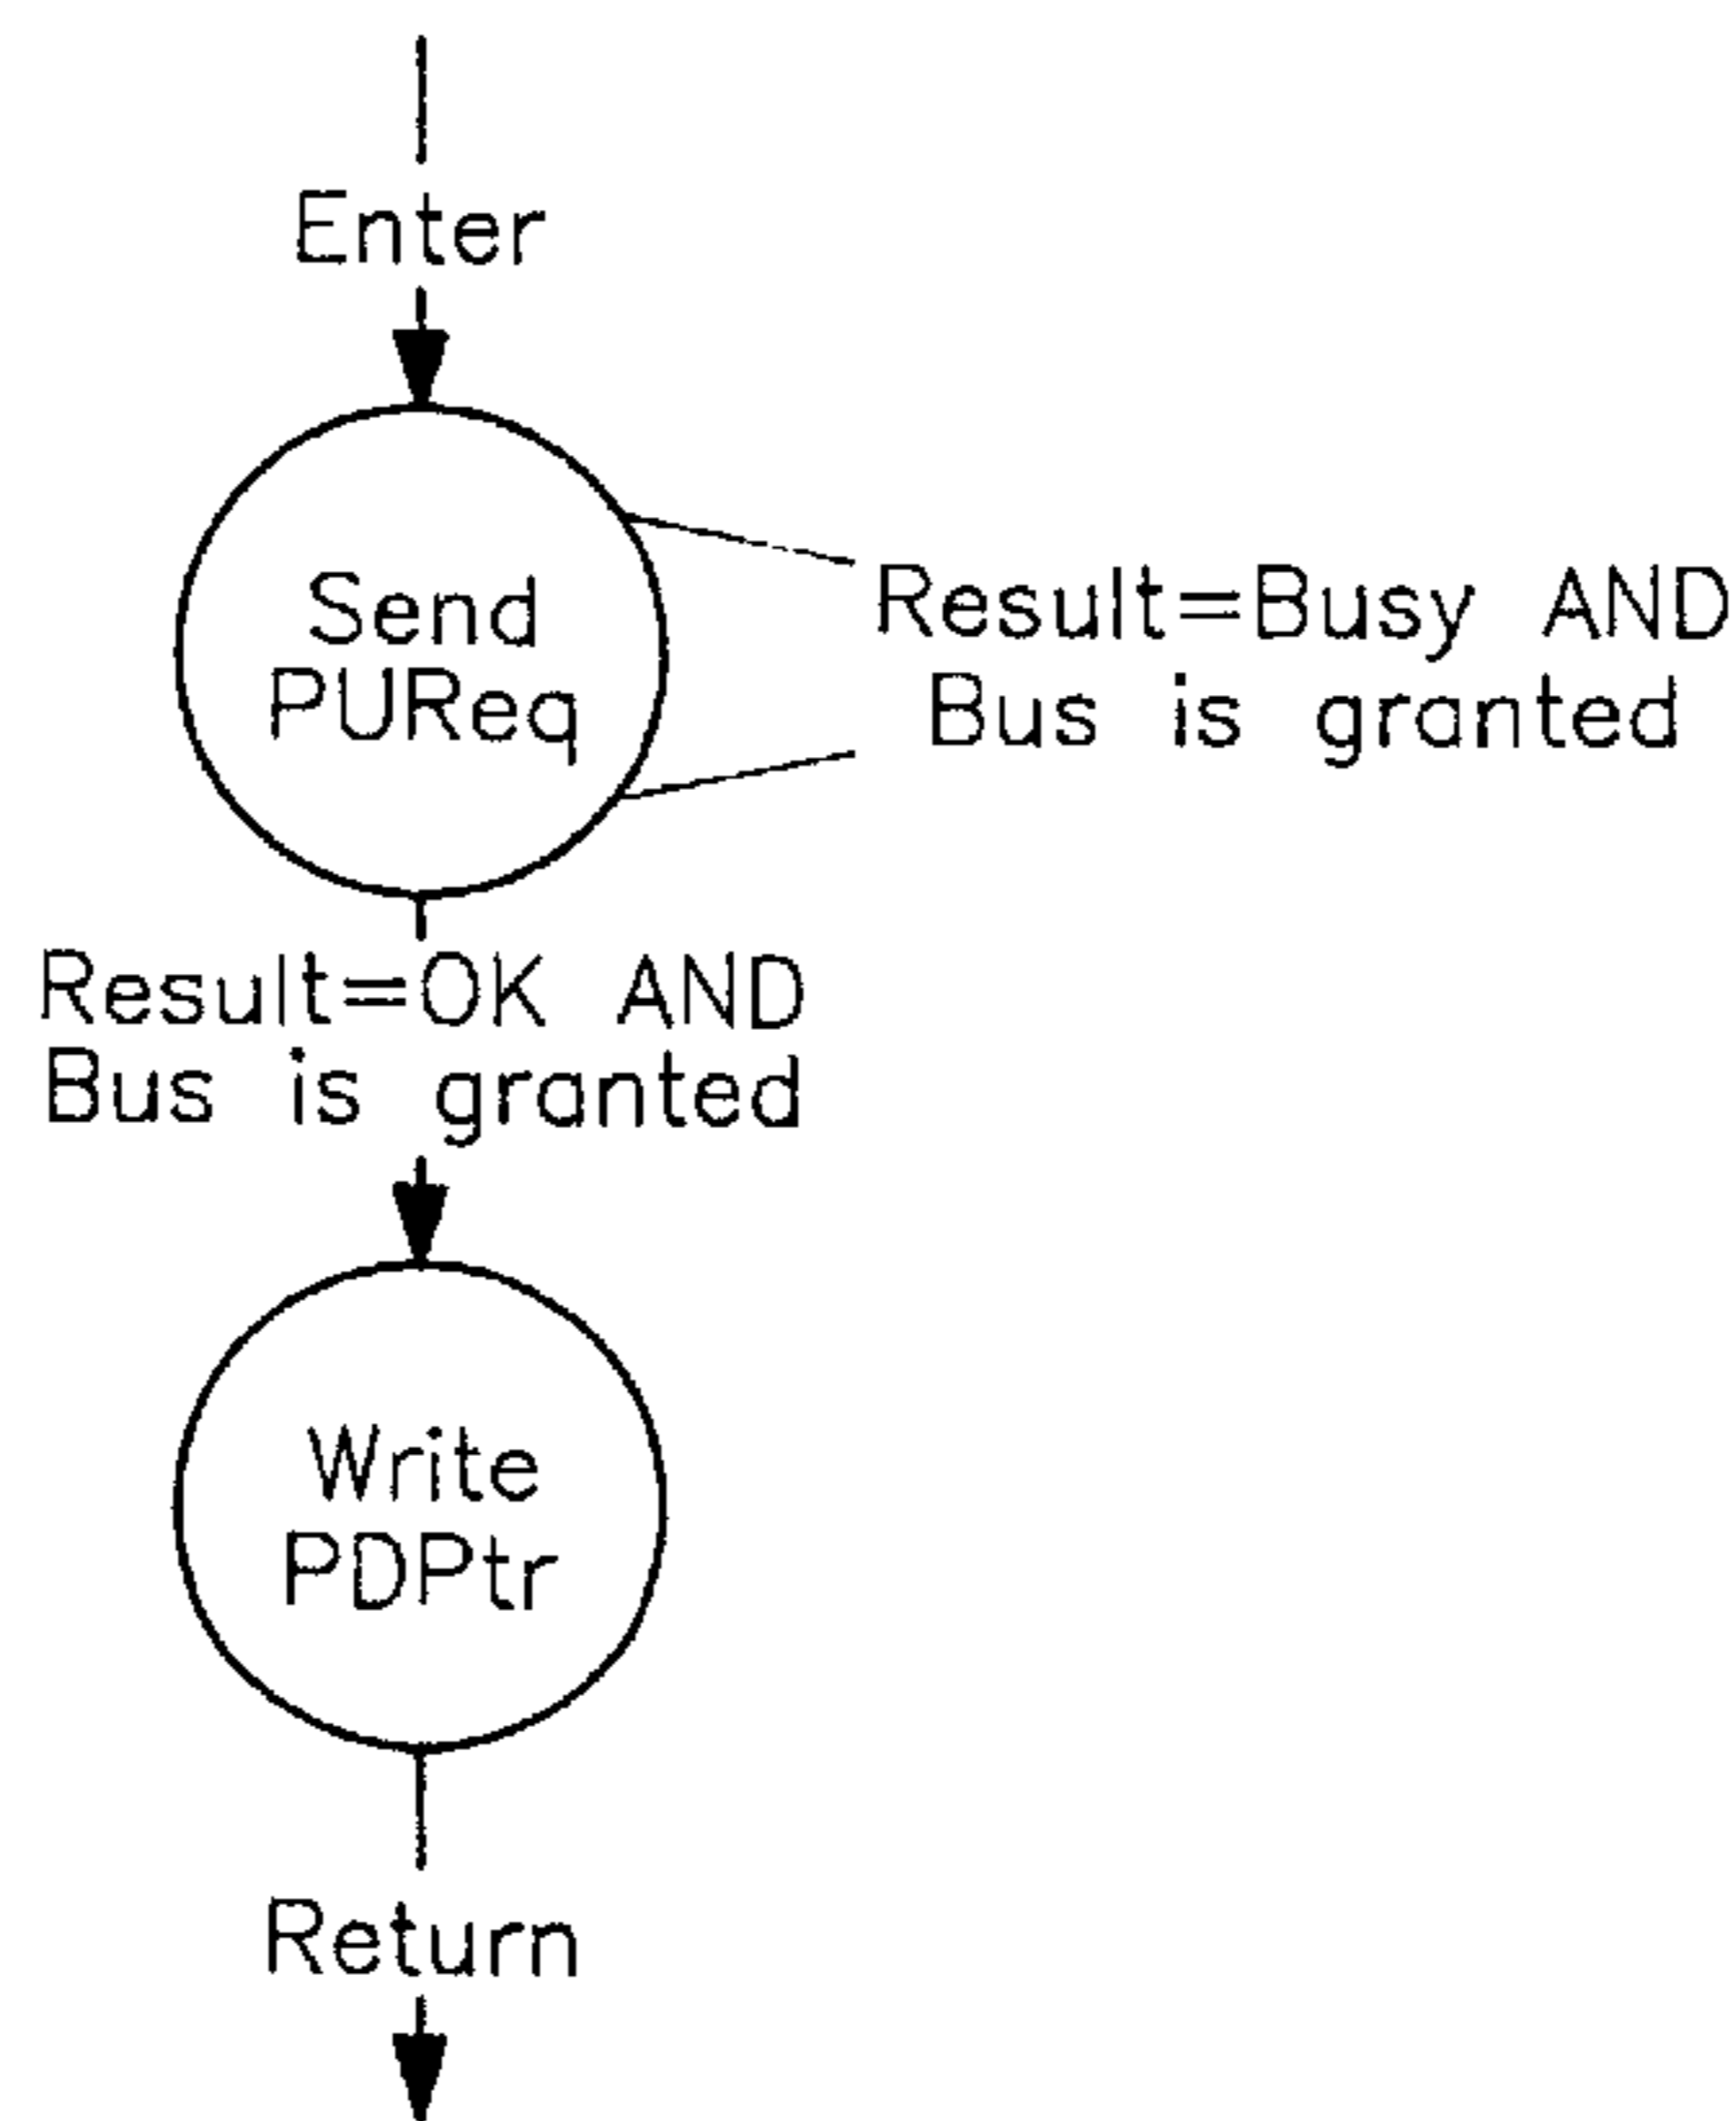 Enter
Send
PUReq
Result=Busy AND
Bus is granted
Result=OK AND
Bus is granted
Write
PDPtr
Return